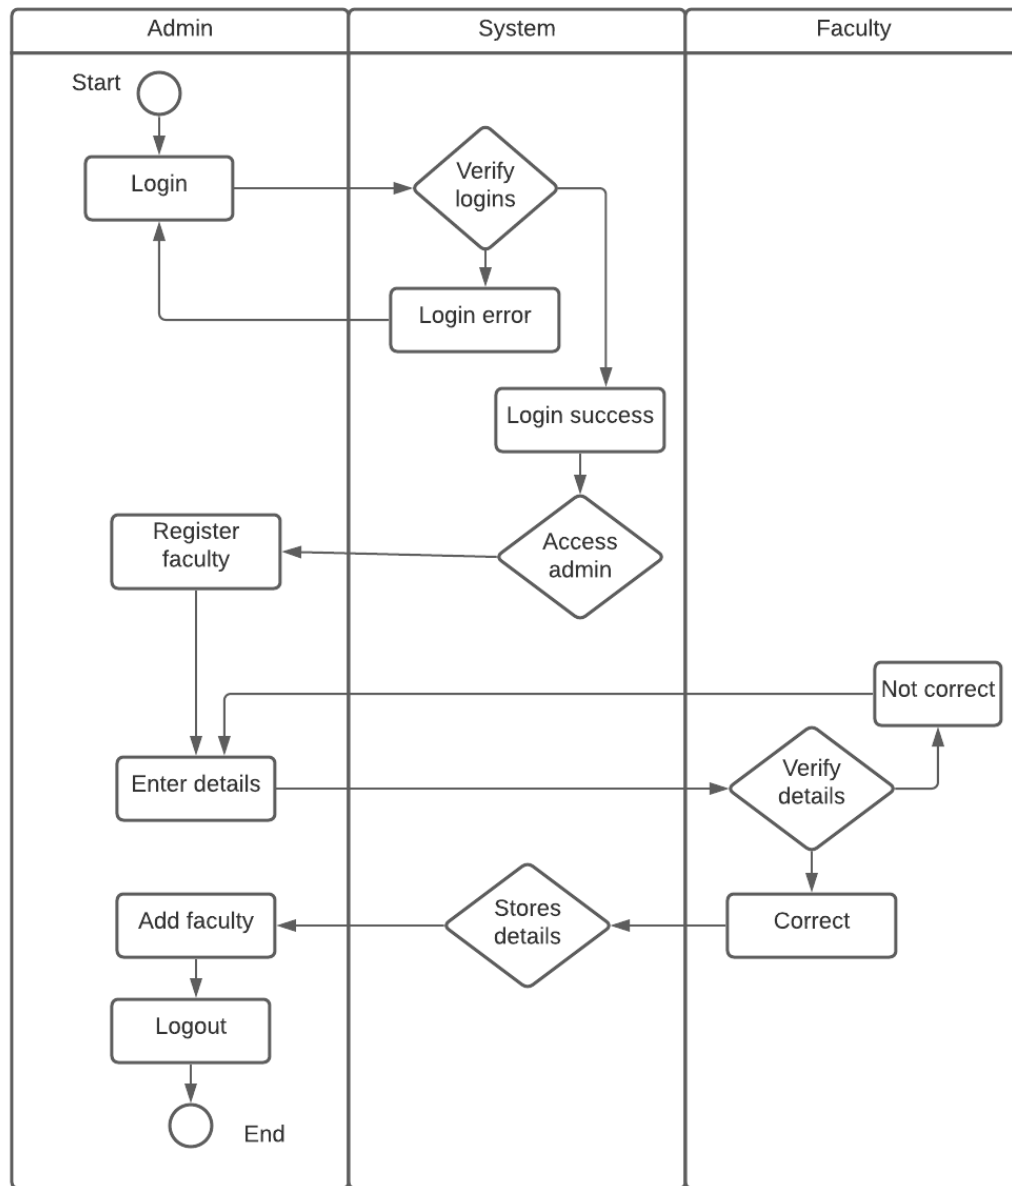 Admin
System
Faculty
Start
Login
Verify
logins
Login error
Login success
Access
admin
Register
faculty
Not correct
Enter details
Verify
details
Add faculty
Stores
details
Correct
Logout
End